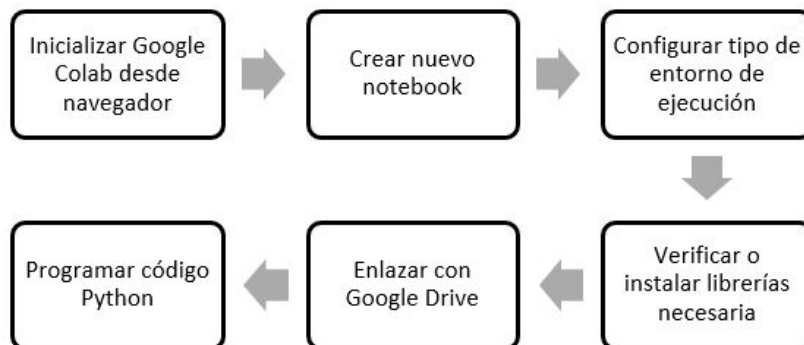 Inicializar Google
Colab desde
navegador
Crear nuevo
notebook
Configurar tipo de
entorno de
ejecución
Verificar o
instalar librerías
necesaria
Enlazar con
Google Drive
Programar código
Python